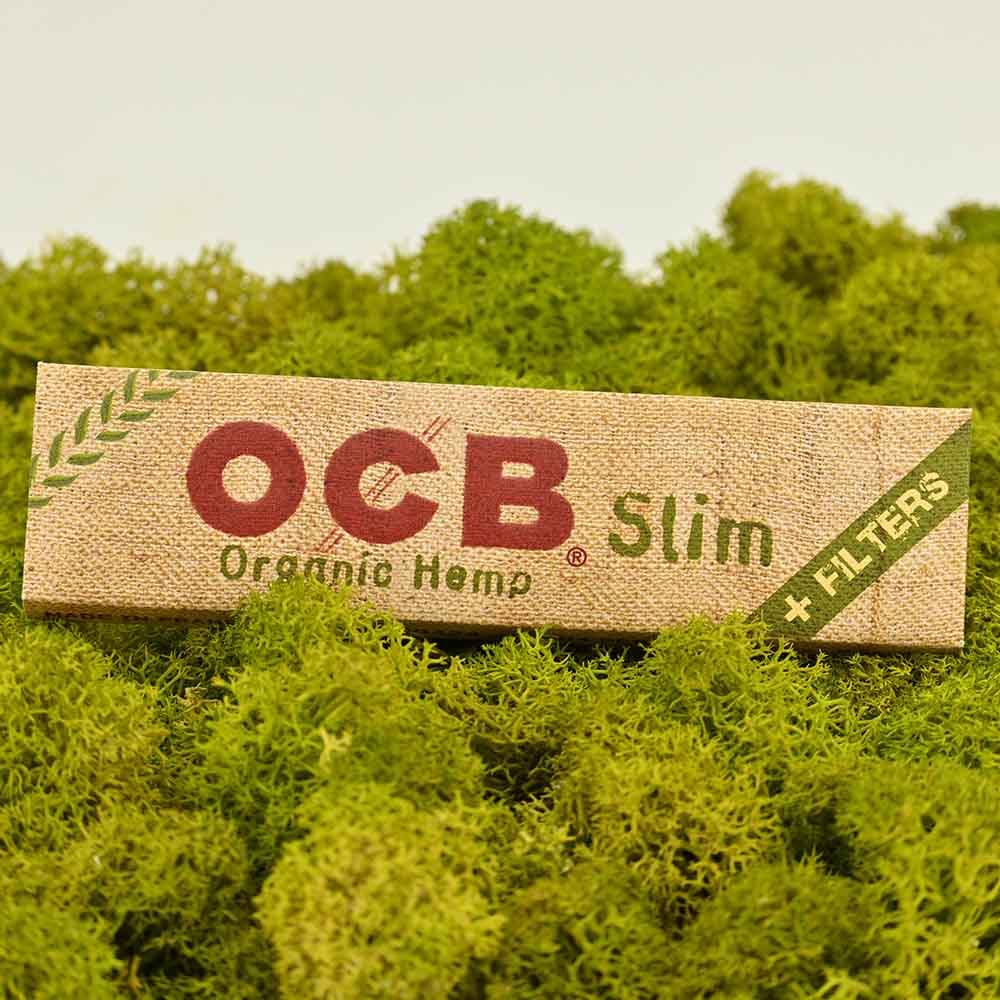 OCB® Slim
Organic Hemp
+ FILTERS